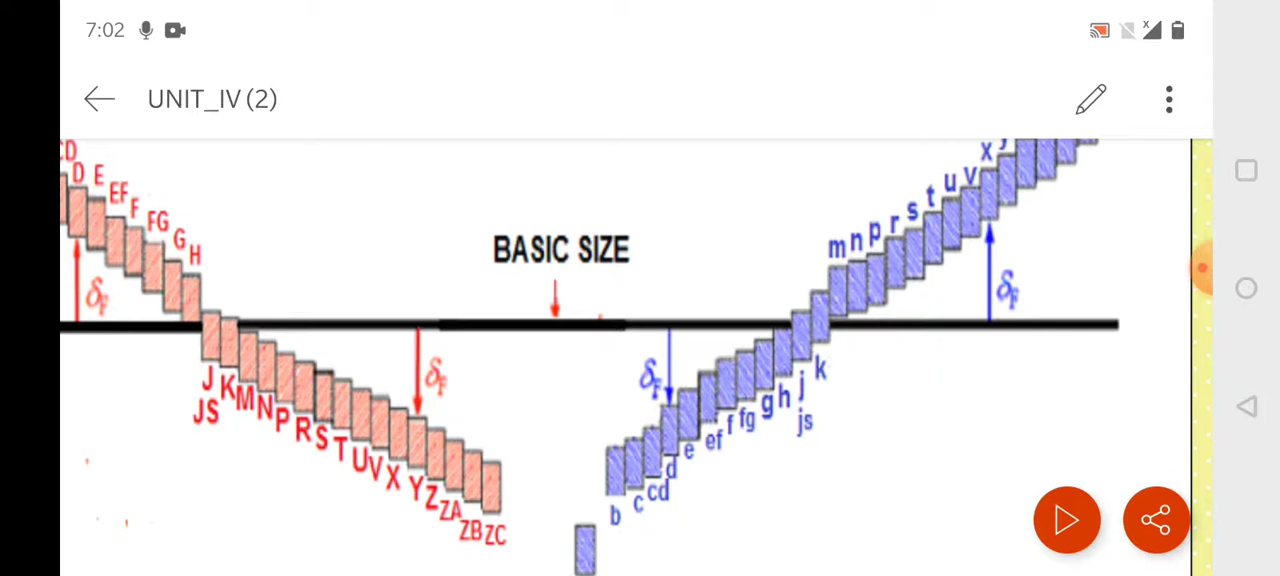 7:02
UNIT_IV (2)
CD
D E
EF
F
FG
G
H
BASIC SIZE
δF
J
K
JS
M
N
P
R
S
T
U
V
X
Y
Z
ZA
ZB
ZC
δF
x
v
u
t
s
r
p
n
m
δF
k
j
js
h
g
fg
f
ef
e
d
cd
c
b
δF